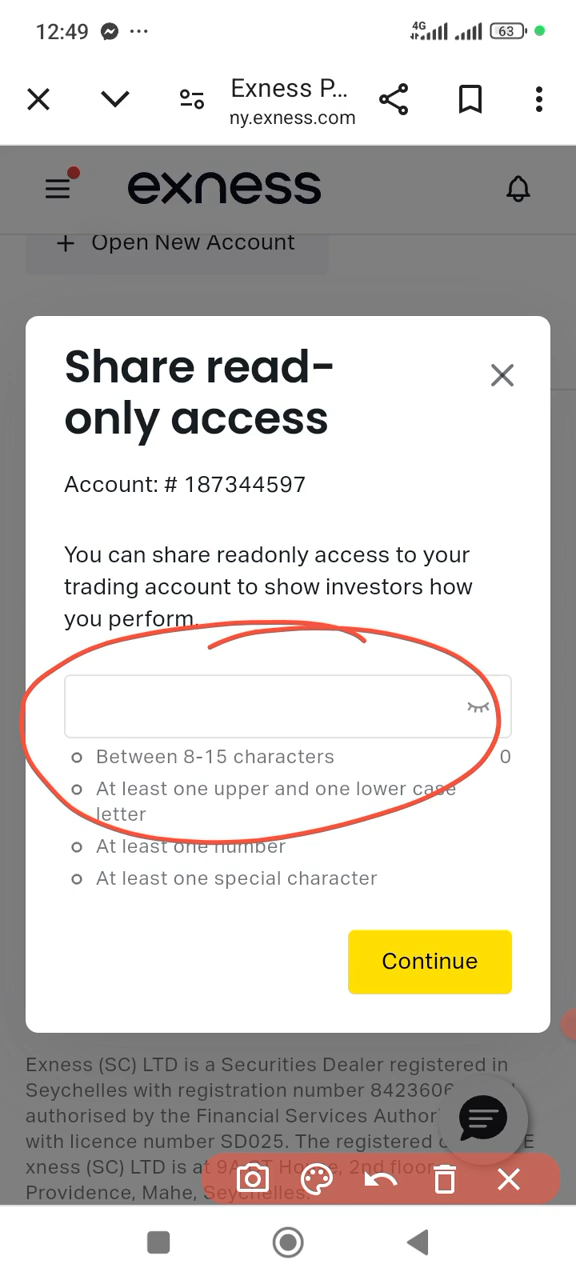 12:49
4G
63
Exness P...
ny.exness.com
exness
+ Open New Account
Share read-
only access
Account: # 187344597
You can share readonly access to your
trading account to show investors how
you perform.
Between 8-15 characters
0
At least one upper and one lower case
letter
At least one number
At least one special character
Continue
Exness (SC) LTD is a Securities Dealer registered in
Seychelles with registration number 8423606
authorised by the Financial Services
with licence number SD025. The registered
xness (SC) LTD is at 2nd floor
Providence, Mahe, Seychelles,